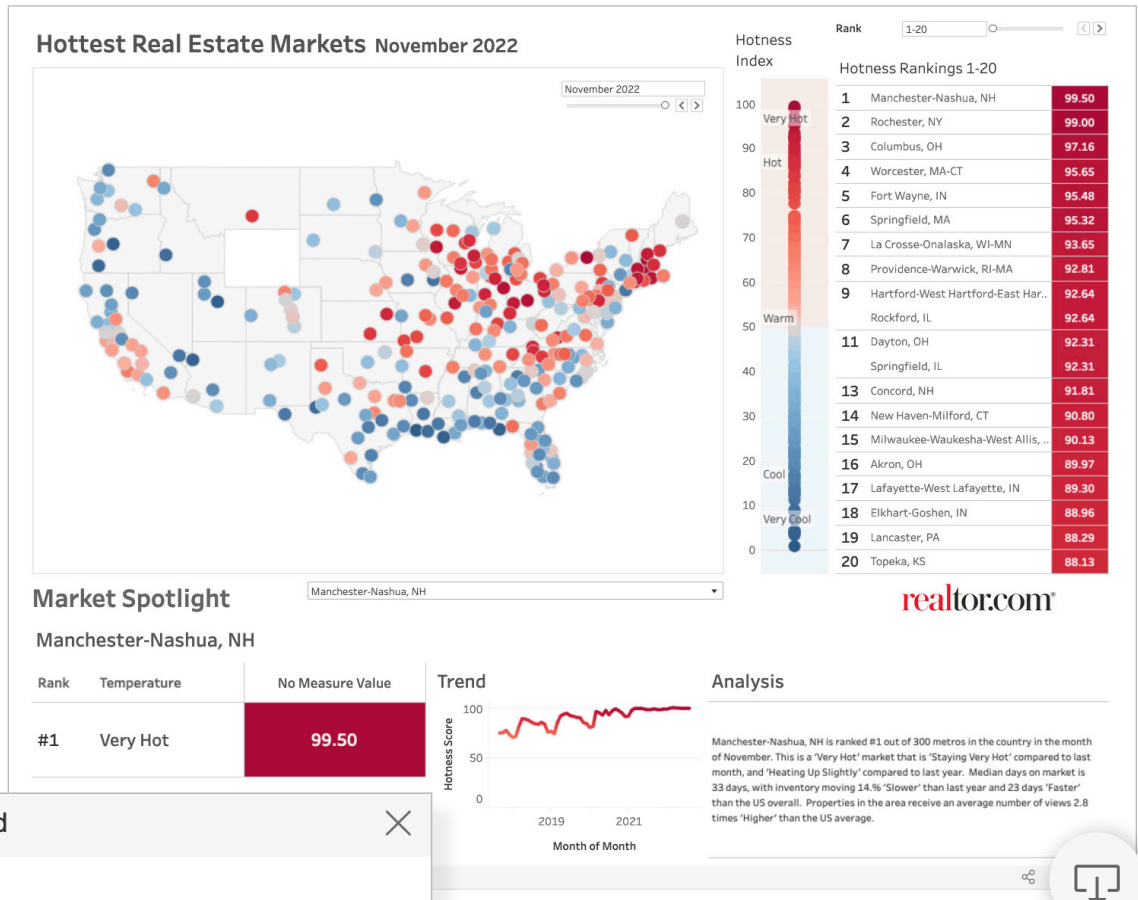 Hottest Real Estate Markets November 2022
November 2022
Hotness
Index
100
Very Hot
90
Hot
80
70
60
Warm
50
40
30
20
Cool
10
Very Cool
0
Rank
1-20
Hotness Rankings 1-20
1 Manchester-Nashua, NH 99.50
2 Rochester, NY 99.00
3 Columbus, OH 97.16
4 Worcester, MA-CT 95.65
5 Fort Wayne, IN 95.48
6 Springfield, MA 95.32
7 La Crosse-Onalaska, WI-MN 93.65
8 Providence-Warwick, RI-MA 92.81
9 Hartford-West Hartford-East Har.. 92.64
Rockford, IL 92.64
11 Dayton, OH 92.31
Springfield, IL 92.31
13 Concord, NH 91.81
14 New Haven-Milford, CT 90.80
15 Milwaukee-Waukesha-West Allis, .. 90.13
16 Akron, OH 89.97
17 Lafayette-West Lafayette, IN 89.30
18 Elkhart-Goshen, IN 88.96
19 Lancaster, PA 88.29
20 Topeka, KS 88.13
realtor.com®
Market Spotlight
Manchester-Nashua, NH
Manchester-Nashua, NH
Rank Temperature No Measure Value
#1 Very Hot 99.50
Trend
Hotness Score
100
50
0
2019 2021
Month of Month
Analysis
Manchester-Nashua, NH is ranked #1 out of 300 metros in the country in the month
of November. This is a 'Very Hot' market that is 'Staying Very Hot' compared to last
month, and 'Heating Up Slightly' compared to last year. Median days on market is
33 days, with inventory moving 14.% 'Slower' than last year and 23 days 'Faster'
than the US overall. Properties in the area receive an average number of views 2.8
times 'Higher' than the US average.
d